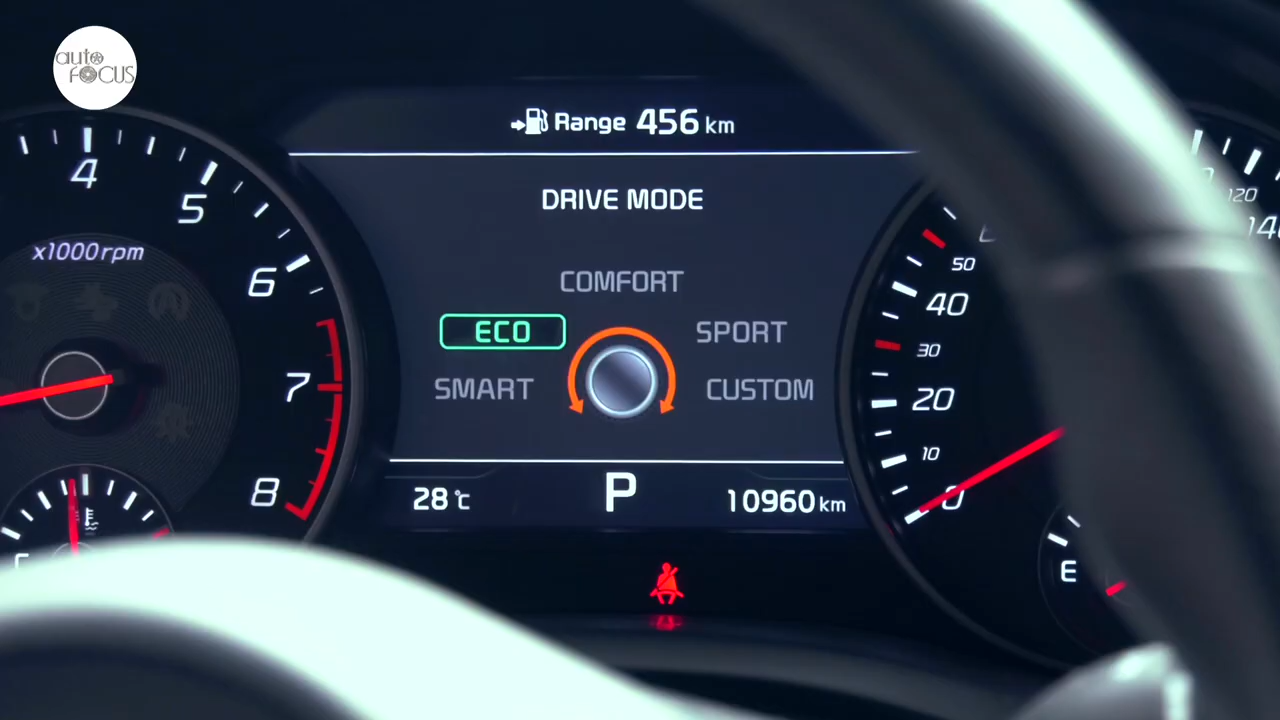 auto
FOCUS
Range 456 km
DRIVE MODE
COMFORT
ECO
SPORT
SMART
CUSTOM
28 °C
P
10960 km
4
5
6
7
8
x1000rpm
120
50
40
30
20
10
0
E